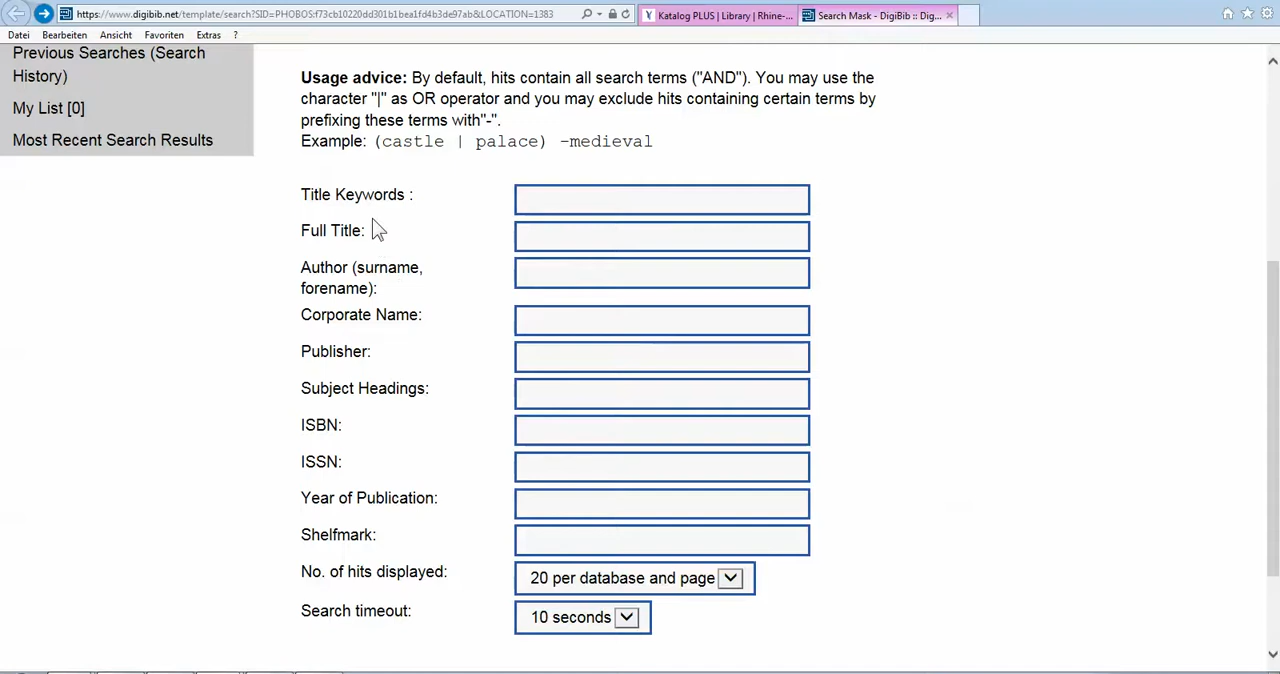 https://www.digibib.net/template/search?SID=PHOBOS:f73cb10220dd301b1bea1fd4b3de97ab&LOCATION=1383
Katalog PLUS | Library | Rhine-...
Search Mask - DigiBib :: Dig...
Datei Bearbeiten Ansicht Favoriten Extras ?
Previous Searches (Search
History)
My List [0]
Most Recent Search Results
Usage advice: By default, hits contain all search terms ("AND"). You may use the
character "|" as OR operator and you may exclude hits containing certain terms by
prefixing these terms with"-".
Example: (castle | palace) -medieval
Title Keywords :
Full Title:
Author (surname,
forename):
Corporate Name:
Publisher:
Subject Headings:
ISBN:
ISSN:
Year of Publication:
Shelfmark:
No. of hits displayed: 20 per database and page
Search timeout: 10 seconds